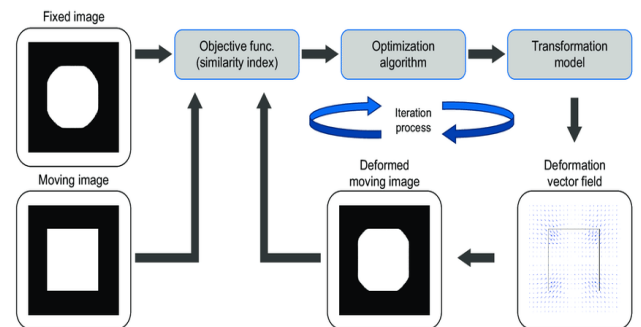 Fixed image
Objective func.
(similarity index)
Optimization
algorithm
Transformation
model
Iteration
process
Moving image
Deformed
moving image
Deformation
vector field